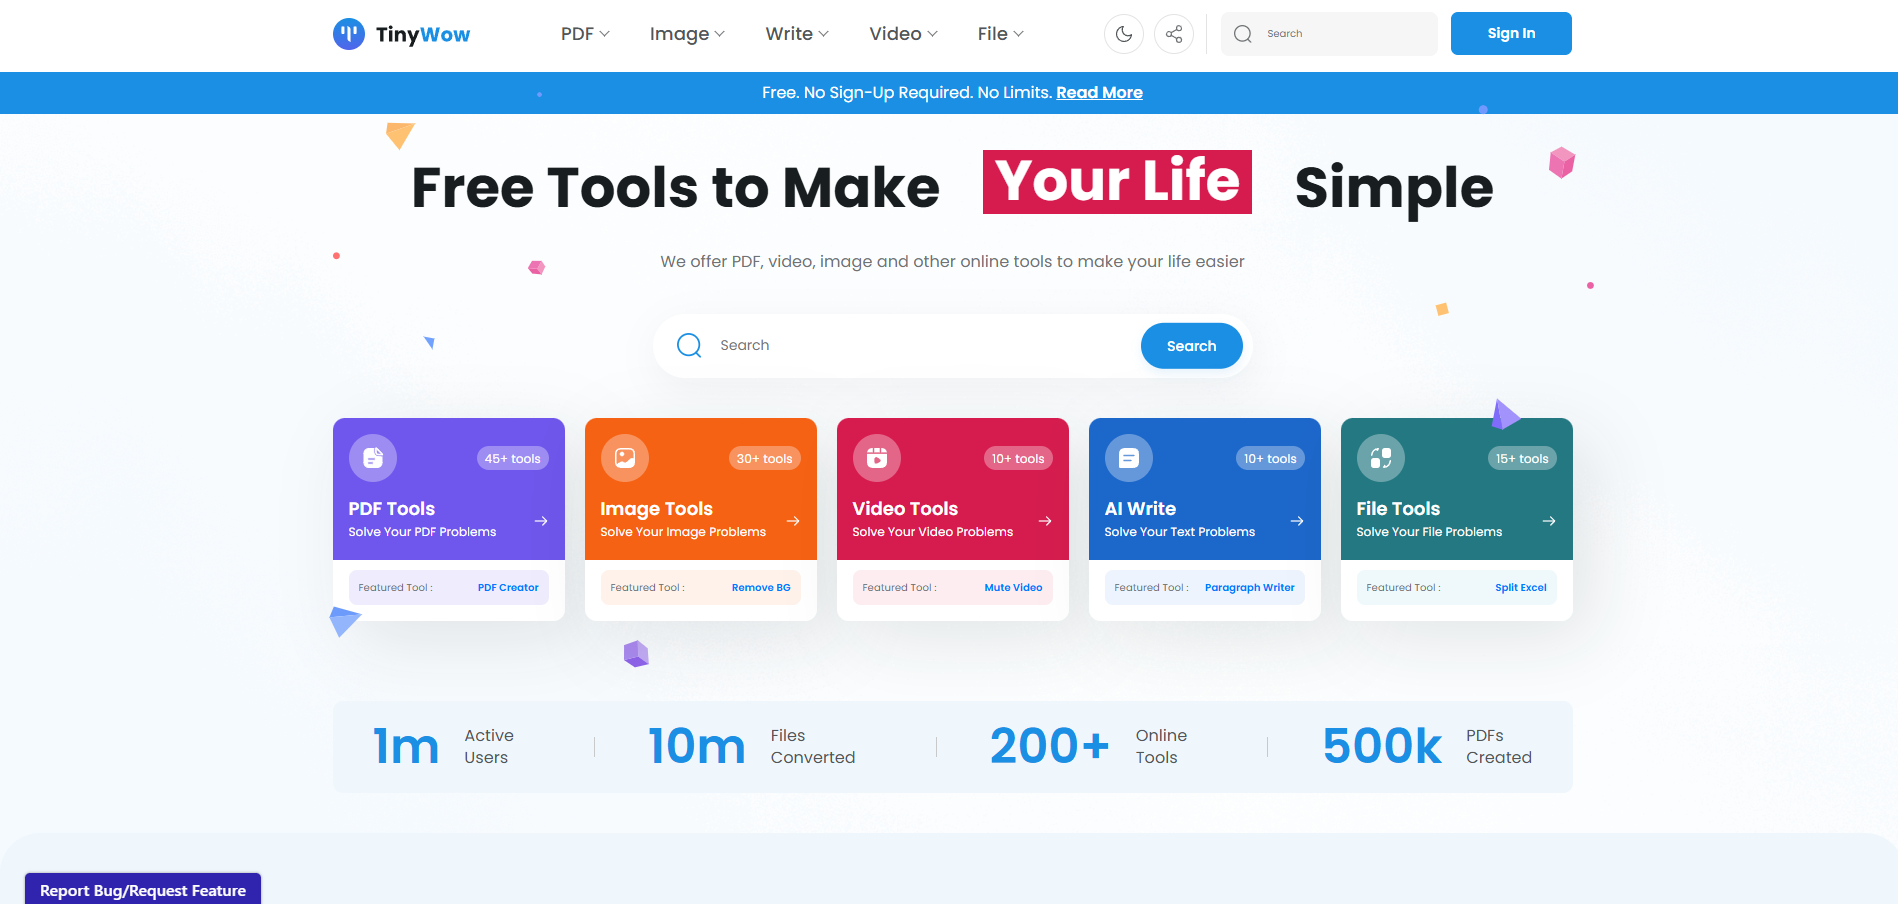 TinyWow
PDF
Image
Write
Video
File
Search
Sign In
Free. No Sign-Up Required. No Limits. Read More
Free Tools to Make Your Life Simple
We offer PDF, video, image and other online tools to make your life easier
Search
Search
45+ tools
PDF Tools
Solve Your PDF Problems
Featured Tool :
PDF Creator
30+ tools
Image Tools
Solve Your Image Problems
Featured Tool :
Remove BG
10+ tools
Video Tools
Solve Your Video Problems
Featured Tool :
Mute Video
10+ tools
AI Write
Solve Your Text Problems
Featured Tool :
Paragraph Writer
15+ tools
File Tools
Solve Your File Problems
Featured Tool :
Split Excel
1m
Active
Users
10m
Files
Converted
200+
Online
Tools
500k
PDFs
Created
Report Bug/Request Feature